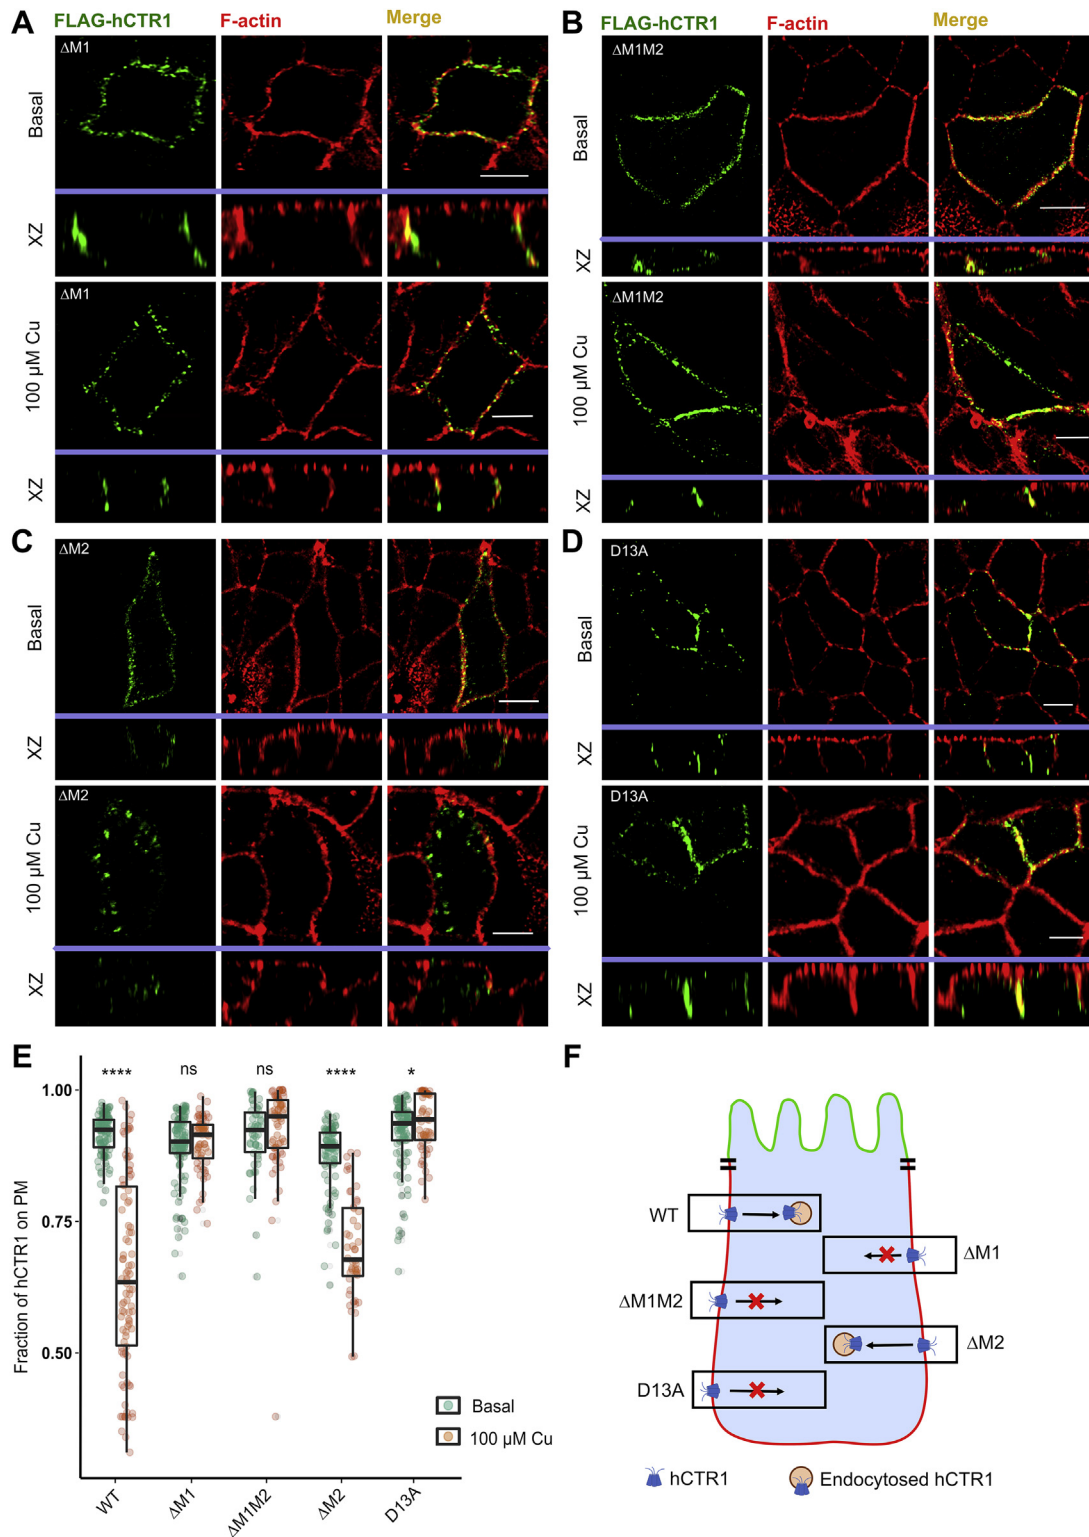 A
FLAG-hCTR1
F-actin
Merge
ΔM1
Basal
XZ
ΔM1
100 µM Cu
XZ
B
FLAG-hCTR1
F-actin
Merge
ΔM1M2
Basal
XZ
ΔM1M2
100 µM Cu
XZ
C
ΔM2
Basal
XZ
ΔM2
100 µM Cu
XZ
D
D13A
Basal
XZ
D13A
100 µM Cu
XZ
E
Fraction of hCTR1 on PM
1.00
0.75
0.50
**** ns ns **** *
Basal
100 µM Cu
WT ΔM1 ΔM1M2 ΔM2 D13A
F
WT
ΔM1
ΔM1M2
ΔM2
D13A
hCTR1
Endocytosed hCTR1